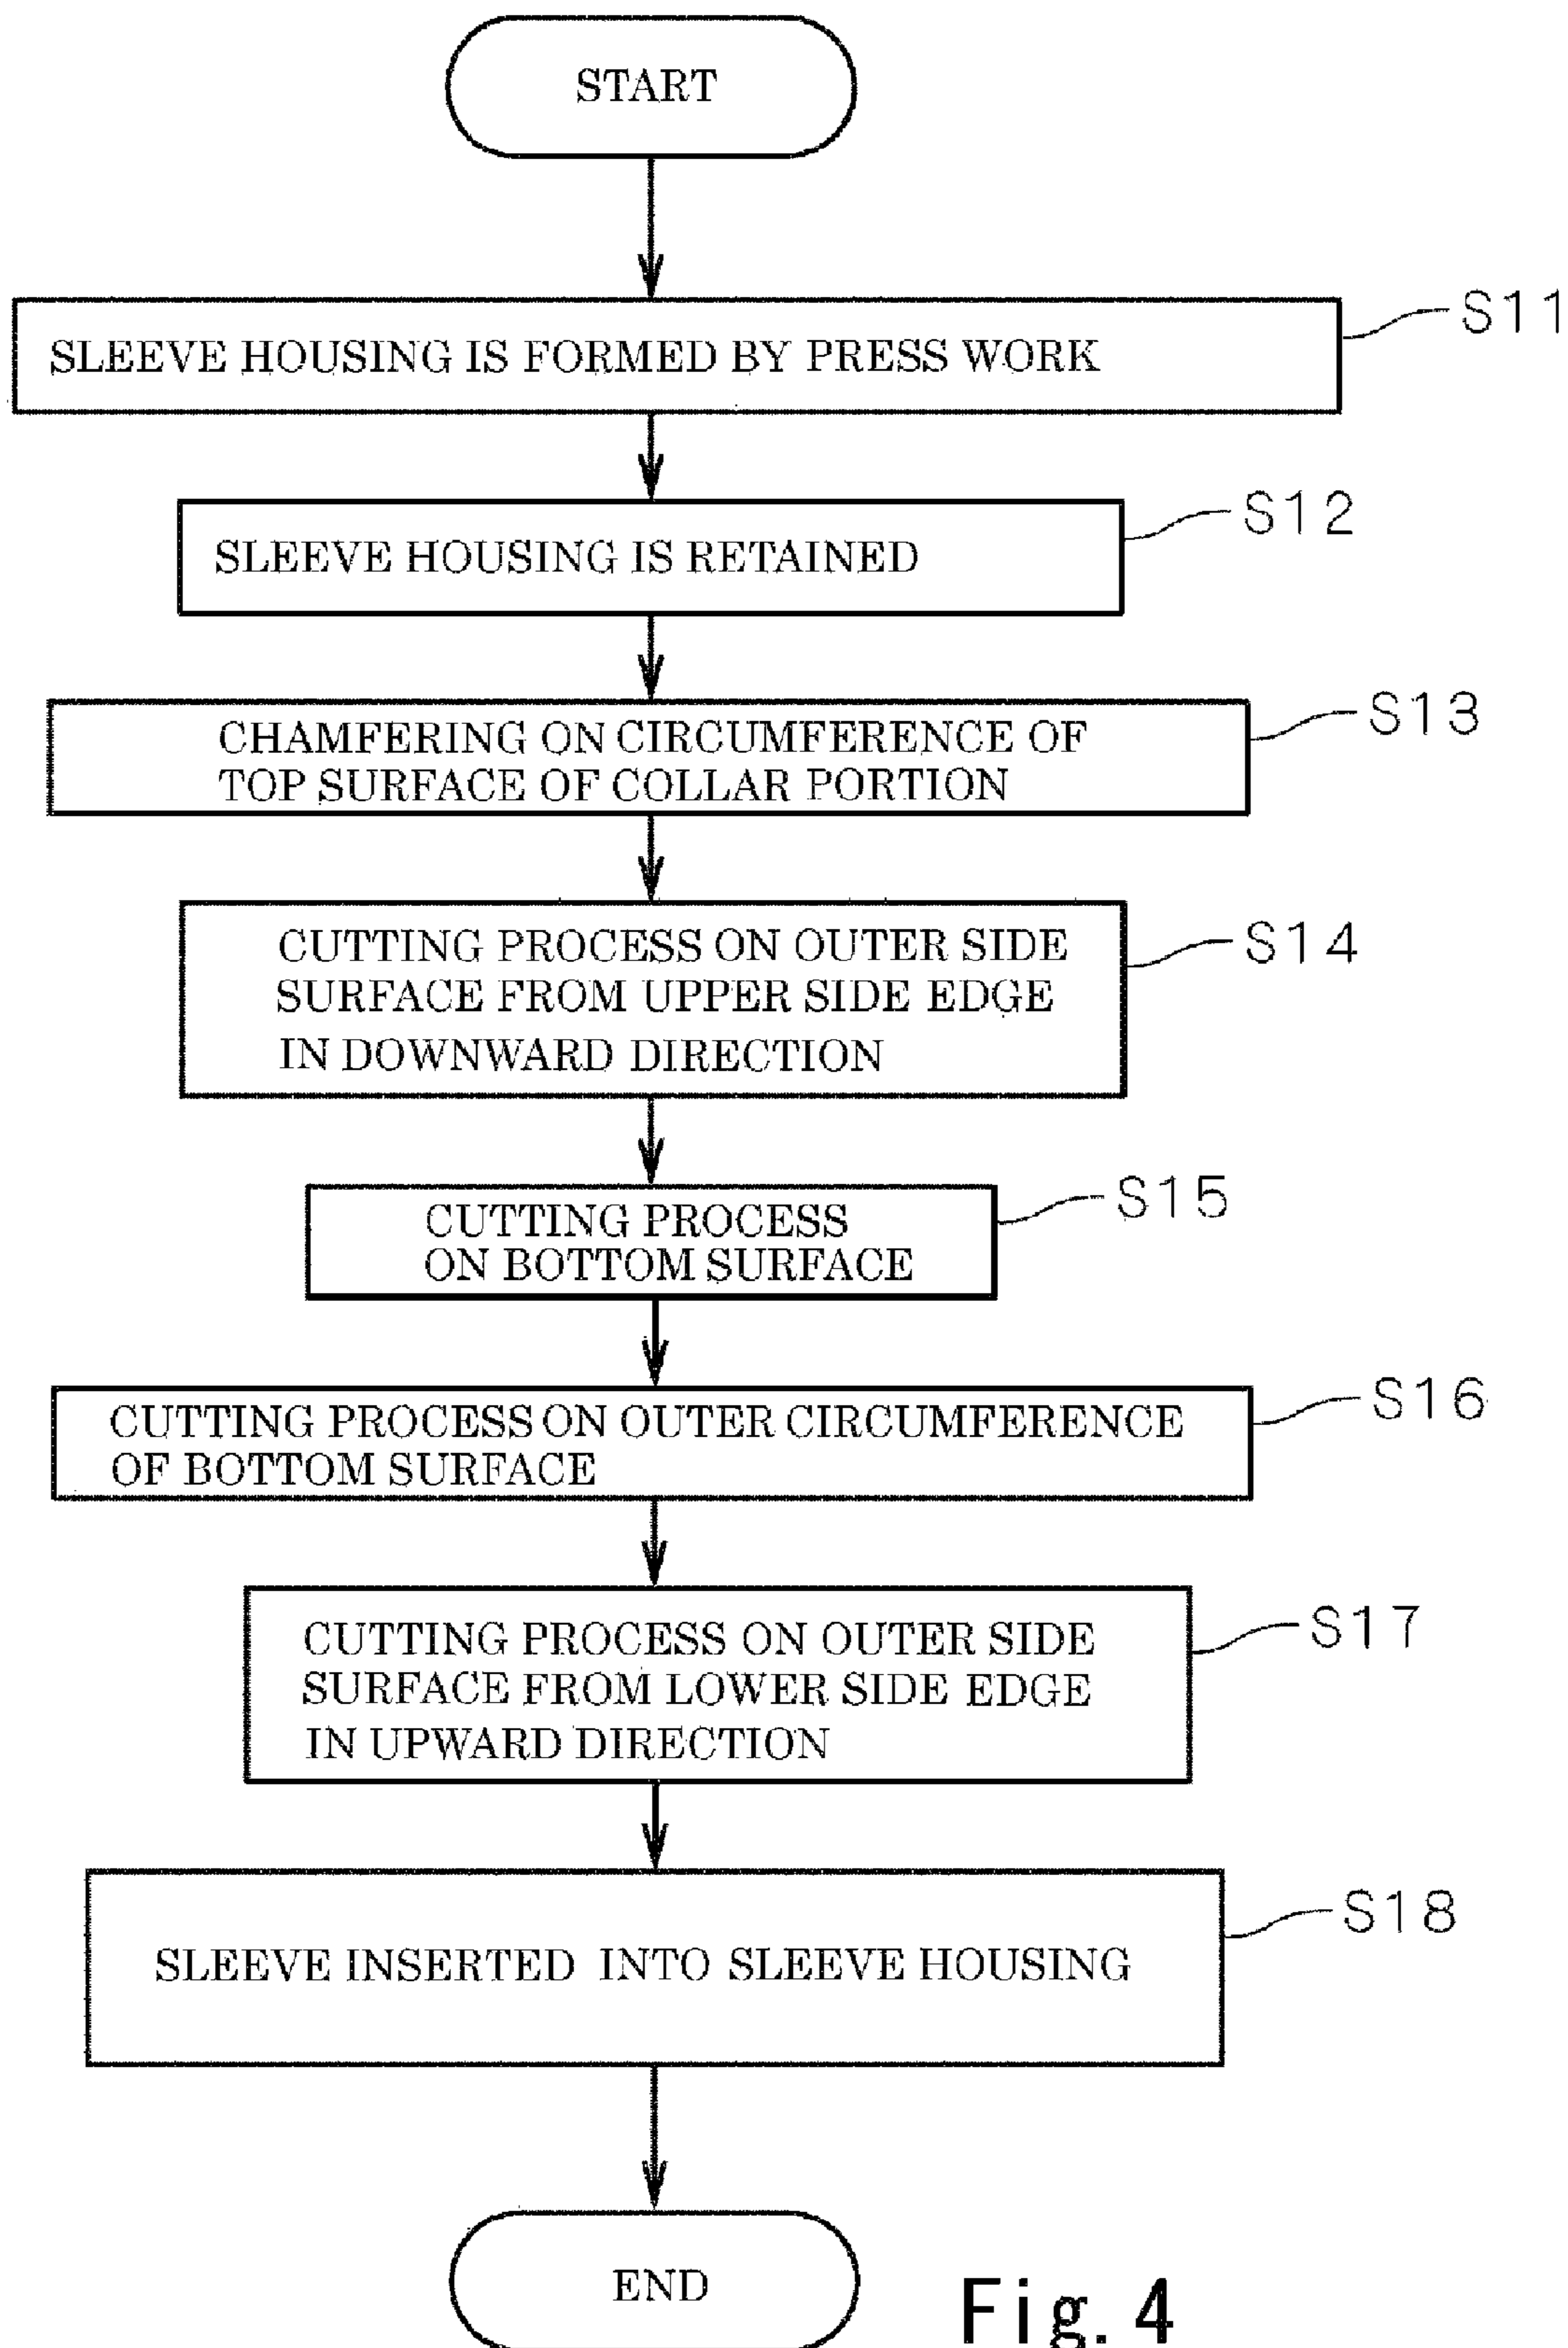 START
SLEEVE HOUSING IS FORMED BY PRESS WORK
S11
SLEEVE HOUSING IS RETAINED
S12
CHAMFERING ON CIRCUMFERENCE OF
TOP SURFACE OF COLLAR PORTION
S13
CUTTING PROCESS ON OUTER SIDE
SURFACE FROM UPPER SIDE EDGE
IN DOWNWARD DIRECTION
S14
CUTTING PROCESS
ON BOTTOM SURFACE
S15
CUTTING PROCESS ON OUTER CIRCUMFERENCE
OF BOTTOM SURFACE
S16
CUTTING PROCESS ON OUTER SIDE
SURFACE FROM LOWER SIDE EDGE
IN UPWARD DIRECTION
S17
SLEEVE INSERTED INTO SLEEVE HOUSING
S18
END
Fig. 4